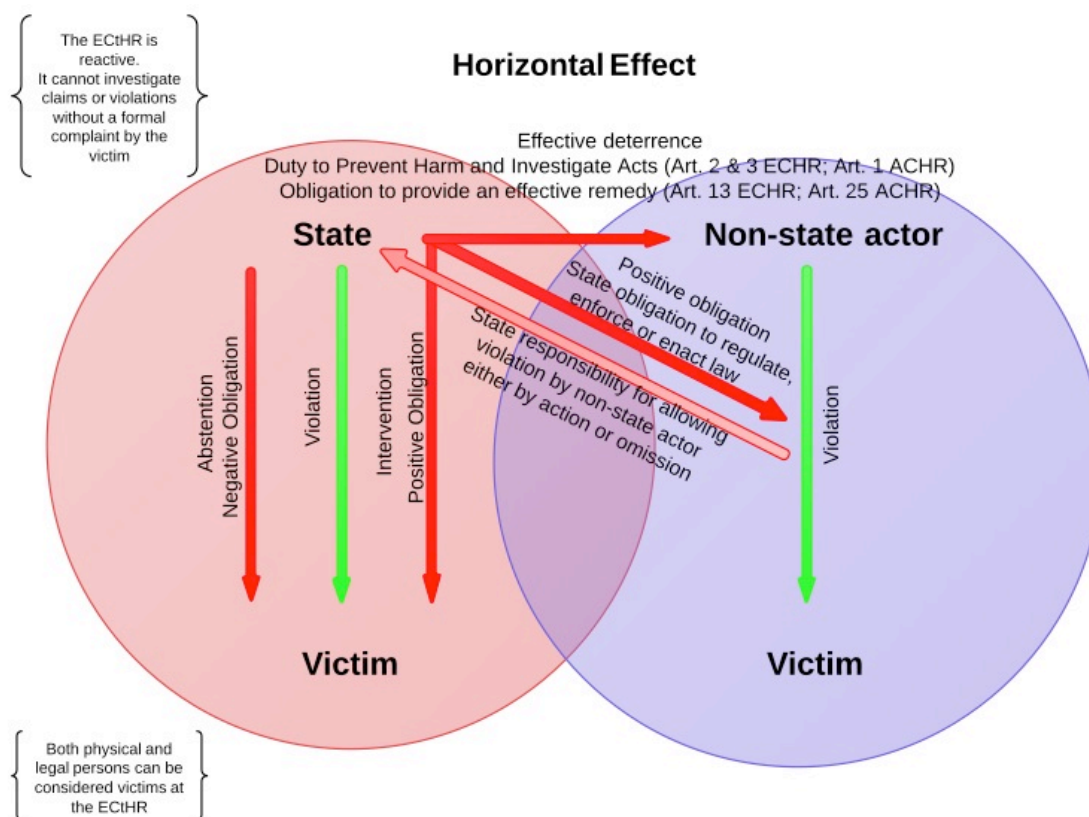 The ECtHR is
reactive.
It cannot investigate
claims or violations
without a formal
complaint by the
victim
Horizontal Effect
Effective deterrence
Duty to Prevent Harm and Investigate Acts (Art. 2 & 3 ECHR; Art. 1 ACHR)
Obligation to provide an effective remedy (Art. 13 ECHR; Art. 25 ACHR)
State
Non-state actor
Abstention
Negative Obligation
Violation
Intervention
Positive Obligation
Positive obligation
State obligation to regulate,
enforce or enact law
State responsibility for allowing
violation by non-state actor
either by action or omission
Violation
Victim
Victim
Both physical and
legal persons can be
considered victims at
the ECtHR